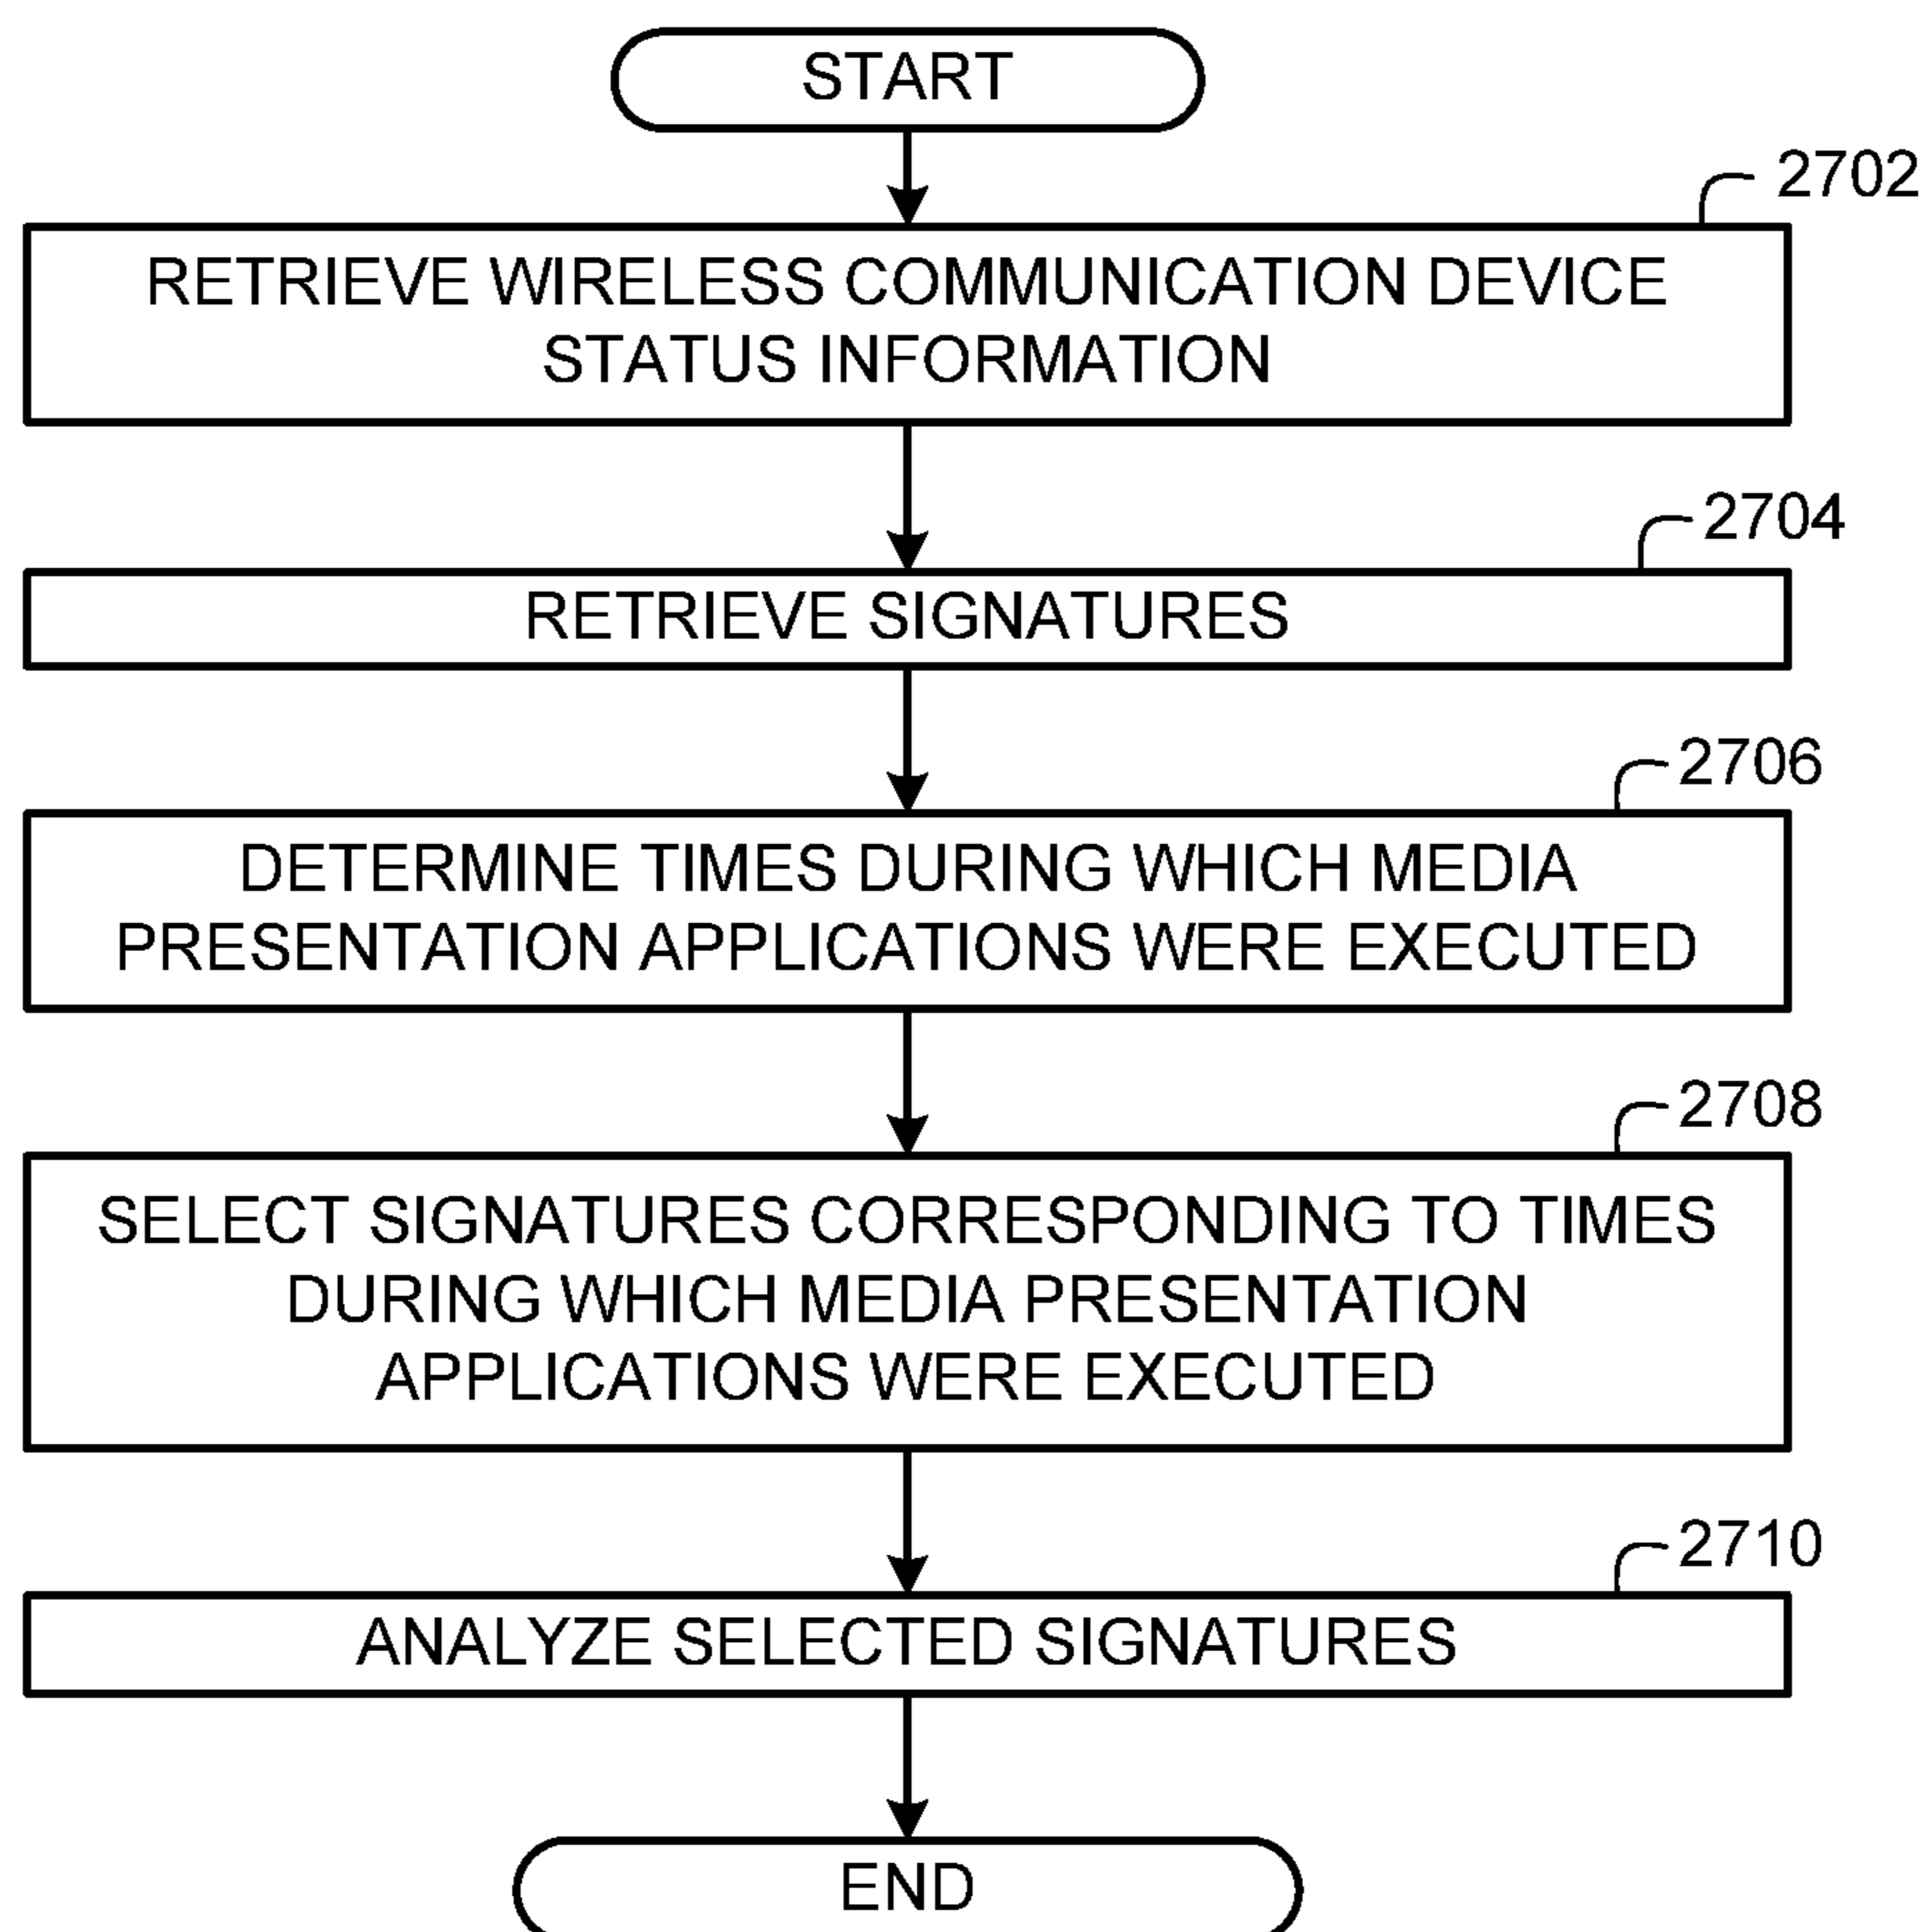 START
2702
RETRIEVE WIRELESS COMMUNICATION DEVICE
STATUS INFORMATION
2704
RETRIEVE SIGNATURES
2706
DETERMINE TIMES DURING WHICH MEDIA
PRESENTATION APPLICATIONS WERE EXECUTED
2708
SELECT SIGNATURES CORRESPONDING TO TIMES
DURING WHICH MEDIA PRESENTATION
APPLICATIONS WERE EXECUTED
2710
ANALYZE SELECTED SIGNATURES
END